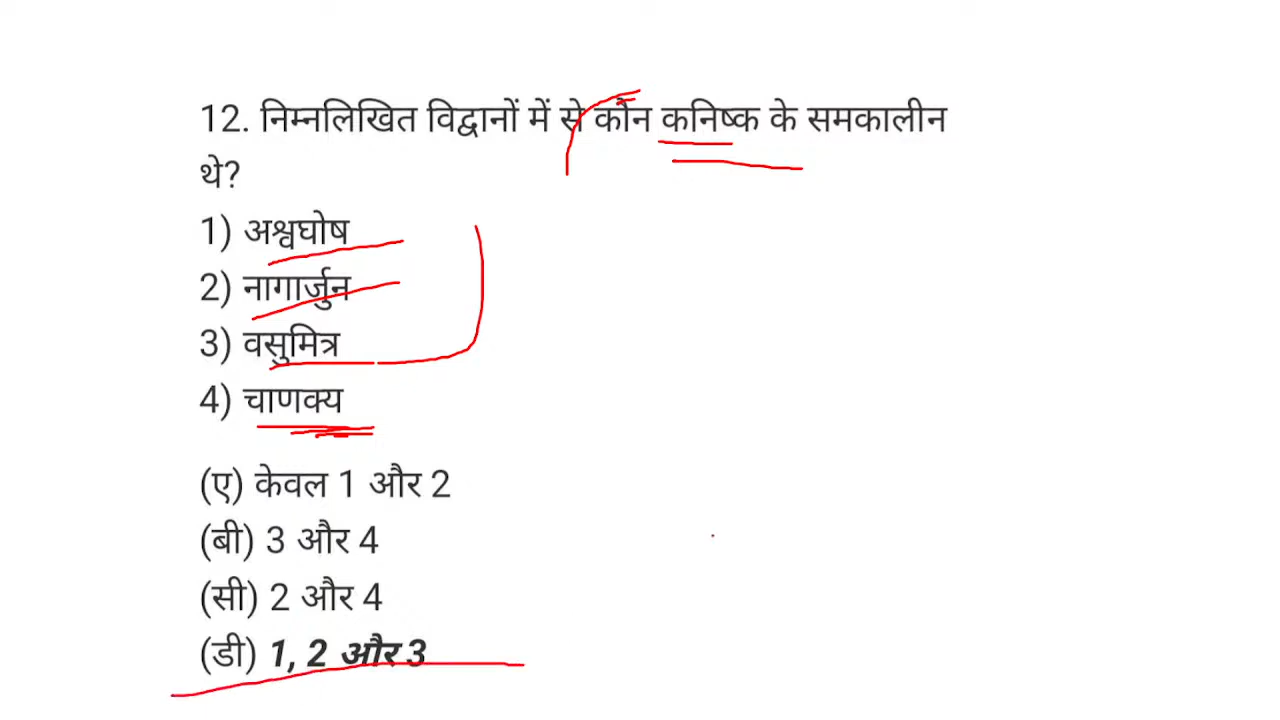 12. निम्नलिखित विद्वानों में से कौन कनिष्क के समकालीन
थे?
1) अश्वघोष
2) नागार्जुन
3) वसुमित्र
4) चाणक्य
(ए) केवल 1 और 2
(बी) 3 और 4
(सी) 2 और 4
(डी) 1, 2 और 3